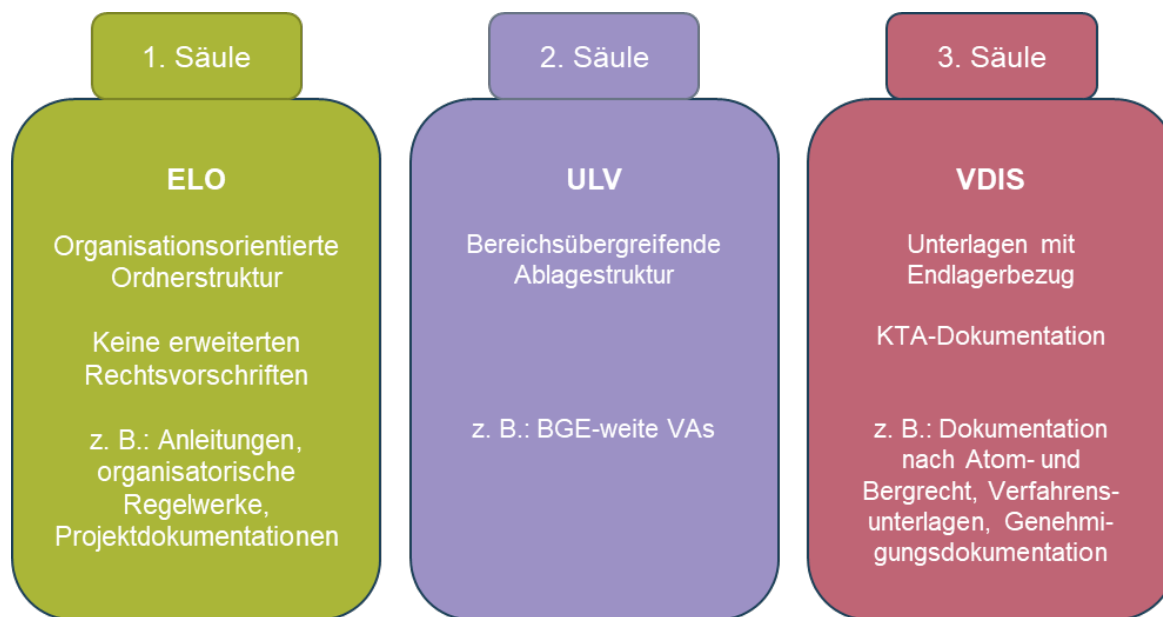 1. Säule
ELO
Organisationsorientierte
Ordnerstruktur
Keine erweiterten
Rechtsvorschriften
z. B.: Anleitungen,
organisatorische
Regelwerke,
Projektdokumentationen
2. Säule
ULV
Bereichsübergreifende
Ablagestruktur
z. B.: BGE-weite VAs
3. Säule
VDIS
Unterlagen mit
Endlagerbezug
KTA-Dokumentation
z. B.: Dokumentation
nach Atom- und
Bergrecht, Verfahrens-
unterlagen, Genehmi-
gungsdokumentation